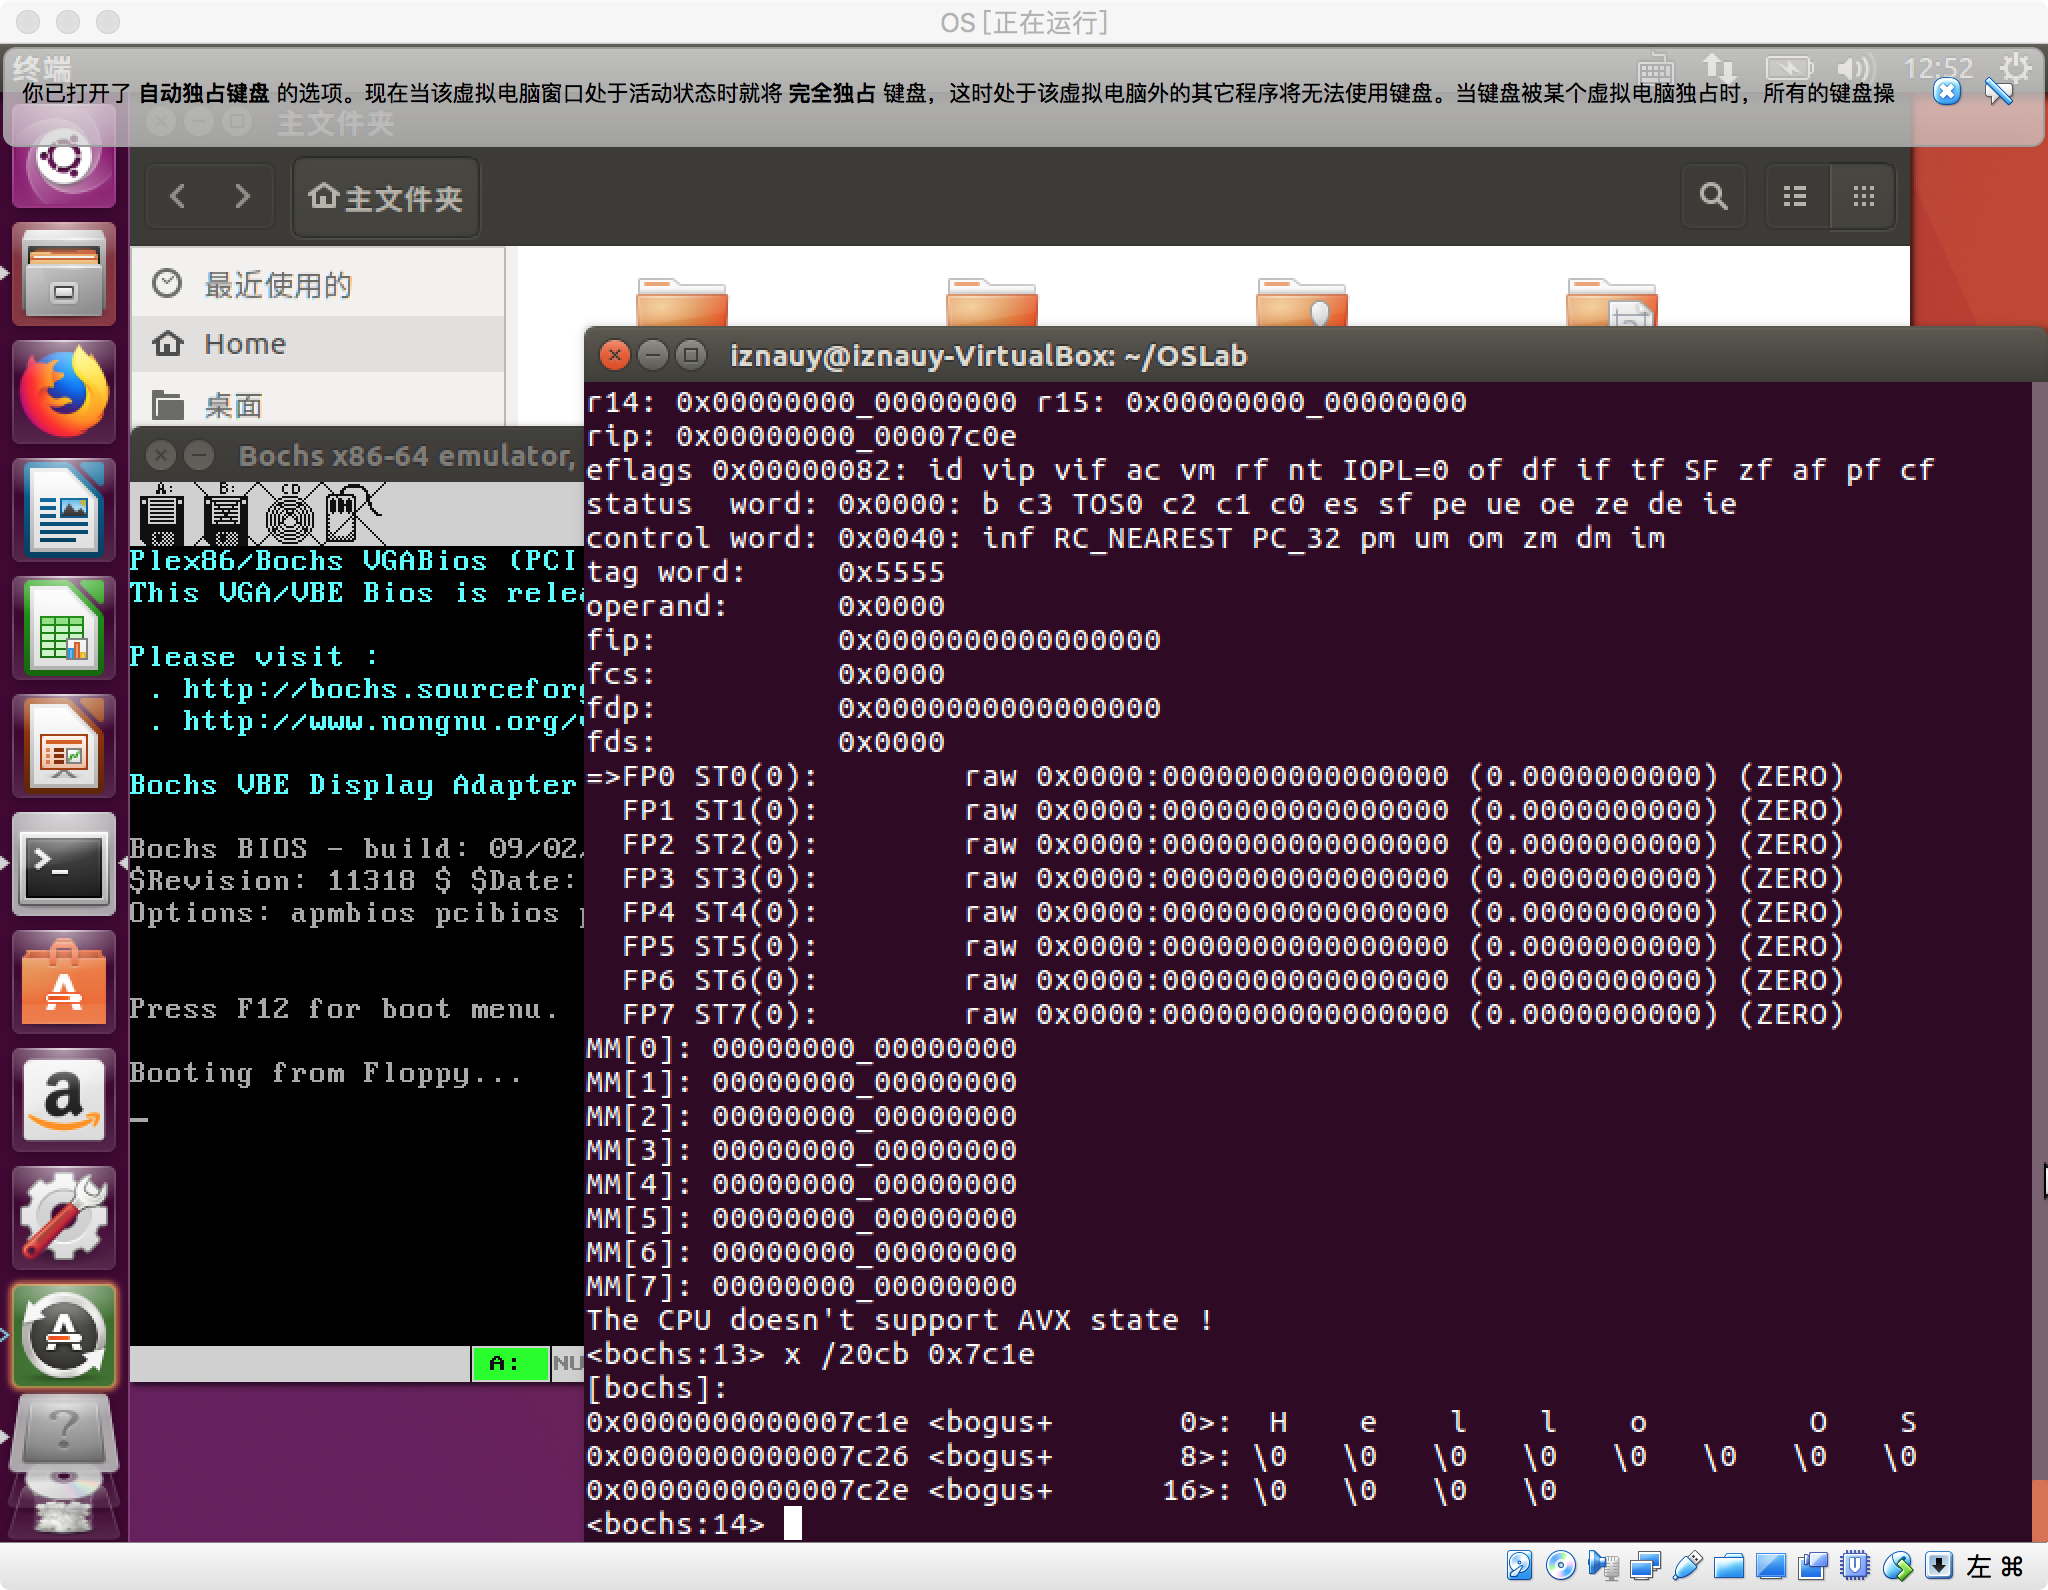 OS [正在运行]
终端
12:52
你已打开了 自动独占键盘 的选项。现在当该虚拟电脑窗口处于活动状态时就将 完全独占 键盘，这时处于该虚拟电脑外的其它程序将无法使用键盘。当键盘被某个虚拟电脑独占时，所有的键盘操
主文件夹
主文件夹
最近使用的
Home
桌面
Bochs x86-64 emulator,
A: B: CD
Plex86/Bochs VGABios (PCI
This VGA/VBE Bios is relea
Please visit :
. http://bochs.sourceforg
. http://www.nongnu.org/v
Bochs VBE Display Adapter
Bochs BIOS - build: 09/02/
$Revision: 11318 $ $Date:
Options: apmbios pcibios p
Press F12 for boot menu.
Booting from Floppy...
_
A: NU
iznauy@iznauy-VirtualBox: ~/OSLab
r14: 0x00000000_00000000 r15: 0x00000000_00000000
rip: 0x00000000_00007c0e
eflags 0x00000082: id vip vif ac vm rf nt IOPL=0 of df if tf SF zf af pf cf
status  word: 0x0000: b c3 TOS0 c2 c1 c0 es sf pe ue oe ze de ie
control word: 0x0040: inf RC_NEAREST PC_32 pm um om zm dm im
tag word:     0x5555
operand:      0x0000
fip:          0x0000000000000000
fcs:          0x0000
fdp:          0x0000000000000000
fds:          0x0000
=>FP0 ST0(0):        raw 0x0000:0000000000000000 (0.0000000000) (ZERO)
  FP1 ST1(0):        raw 0x0000:0000000000000000 (0.0000000000) (ZERO)
  FP2 ST2(0):        raw 0x0000:0000000000000000 (0.0000000000) (ZERO)
  FP3 ST3(0):        raw 0x0000:0000000000000000 (0.0000000000) (ZERO)
  FP4 ST4(0):        raw 0x0000:0000000000000000 (0.0000000000) (ZERO)
  FP5 ST5(0):        raw 0x0000:0000000000000000 (0.0000000000) (ZERO)
  FP6 ST6(0):        raw 0x0000:0000000000000000 (0.0000000000) (ZERO)
  FP7 ST7(0):        raw 0x0000:0000000000000000 (0.0000000000) (ZERO)
MM[0]: 00000000_00000000
MM[1]: 00000000_00000000
MM[2]: 00000000_00000000
MM[3]: 00000000_00000000
MM[4]: 00000000_00000000
MM[5]: 00000000_00000000
MM[6]: 00000000_00000000
MM[7]: 00000000_00000000
The CPU doesn't support AVX state !
<bochs:13> x /20cb 0x7c1e
[bochs]:
0x0000000000007c1e <bogus+       0>:  H    e    l    l    o         O    S
0x0000000000007c26 <bogus+       8>: \0   \0   \0   \0   \0   \0   \0   \0
0x0000000000007c2e <bogus+      16>: \0   \0   \0   \0
<bochs:14>
左 ⌘